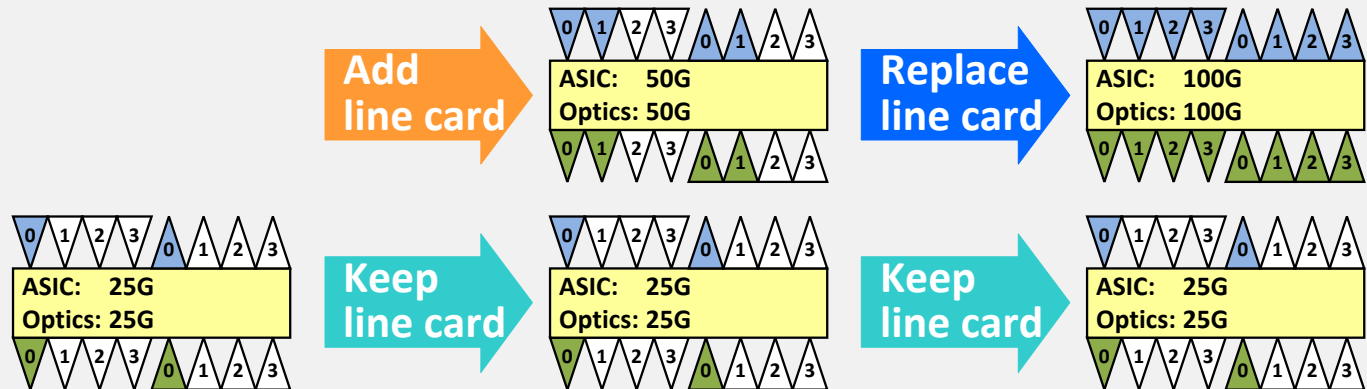 0 1 2 3 0 1 2 3
0 1 2 3 0 1 2 3
Add
line card
ASIC: 50G
Optics: 50G
Replace
line card
ASIC: 100G
Optics: 100G
0 1 2 3 0 1 2 3
0 1 2 3 0 1 2 3
0 1 2 3 0 1 2 3
0 1 2 3 0 1 2 3
0 1 2 3 0 1 2 3
ASIC: 25G
Optics: 25G
Keep
line card
ASIC: 25G
Optics: 25G
Keep
line card
ASIC: 25G
Optics: 25G
0 1 2 3 0 1 2 3
0 1 2 3 0 1 2 3
0 1 2 3 0 1 2 3